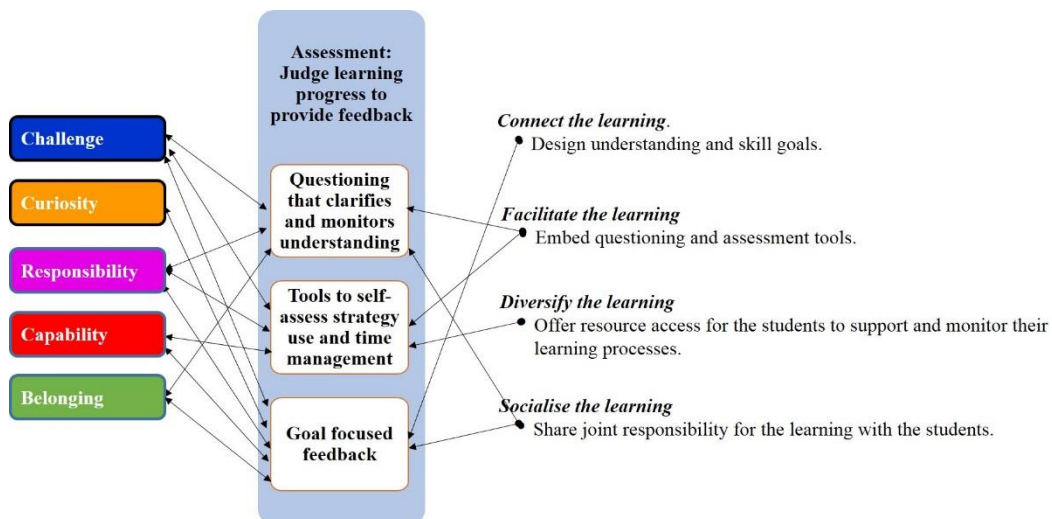 Challenge
Curiosity
Responsibility
Capability
Belonging
Assessment:
Judge learning
progress to
provide feedback
Questioning
that clarifies
and monitors
understanding
Tools to self-
assess strategy
use and time
management
Goal focused
feedback
Connect the learning.
Design understanding and skill goals.
Facilitate the learning
Embed questioning and assessment tools.
Diversify the learning
Offer resource access for the students to support and monitor their
learning processes.
Socialise the learning
Share joint responsibility for the learning with the students.